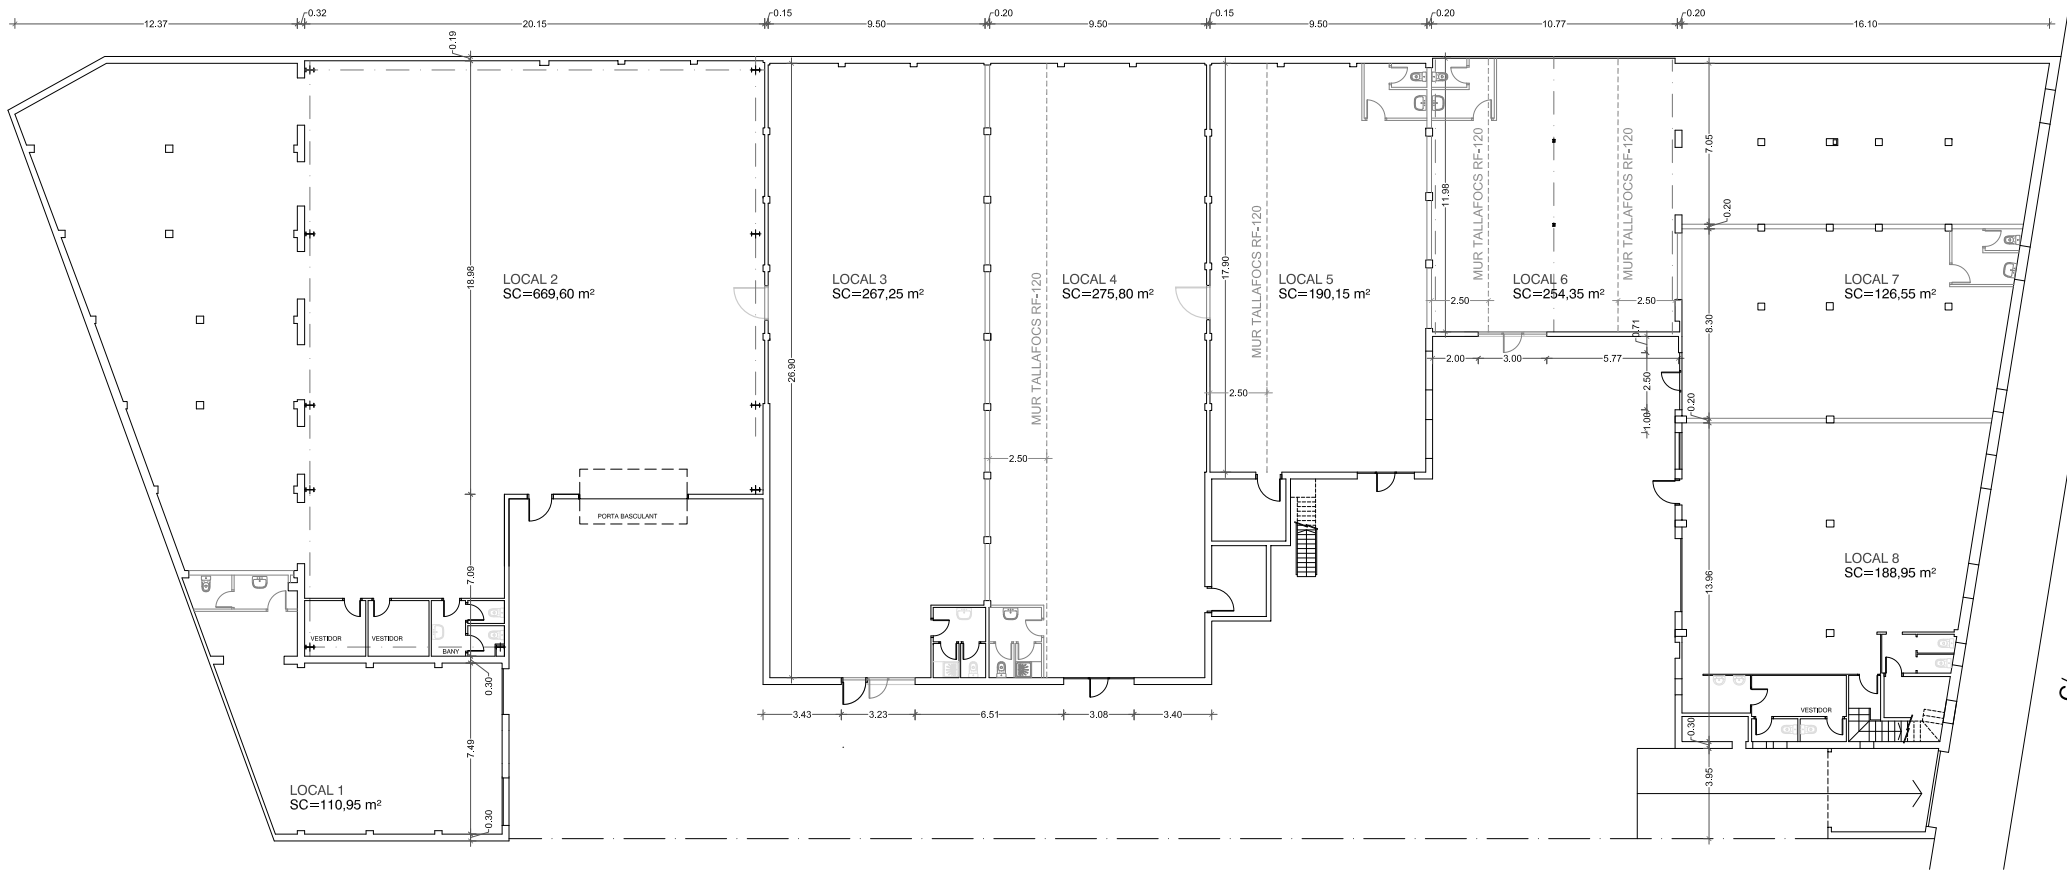 12.37
0.32
20.15
0.15
9.50
0.20
9.50
0.15
9.50
0.20
10.77
0.20
16.10
0.19
18.98
7.09
0.30
7.49
0.30
26.90
17.90
11.98
7.05
0.20
8.30
0.20
13.96
0.30
3.95
LOCAL 2
SC=669,60 m²
LOCAL 3
SC=267,25 m²
LOCAL 4
SC=275,80 m²
LOCAL 5
SC=190,15 m²
LOCAL 6
SC=254,35 m²
LOCAL 7
SC=126,55 m²
MUR TALLAFOCS RF-120
MUR TALLAFOCS RF-120
MUR TALLAFOCS RF-120
MUR TALLAFOCS RF-120
2.50
2.50
2.50
2.50
0.71
2.00
3.00
5.77
2.50
1.00
PORTA BASCULANT
LOCAL 8
SC=188,95 m²
VESTIDOR
VESTIDOR
BANY
VESTIDOR
3.43
3.23
6.51
3.08
3.40
LOCAL 1
SC=110,95 m²